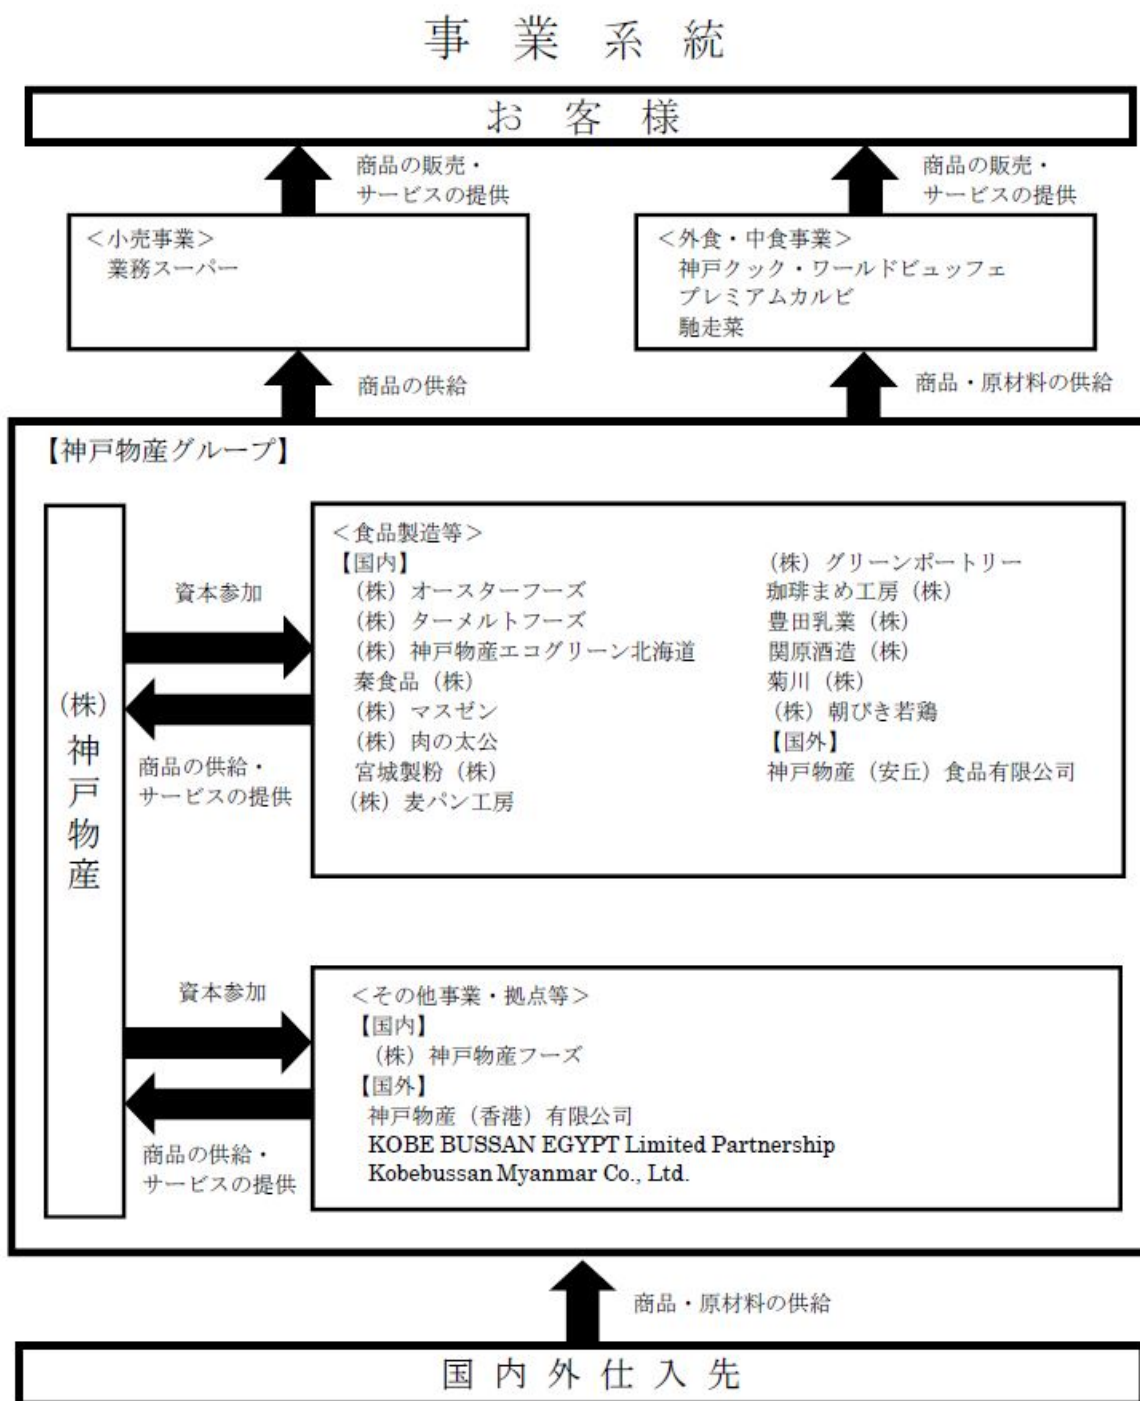 事業系統
お客様
商品の販売・
サービスの提供
商品の販売・
サービスの提供
＜小売事業＞
業務スーパー
＜外食・中食事業＞
神戸クック・ワールドビュッフェ
プレミアムカルビ
馳走菜
商品の供給
商品・原材料の供給
【神戸物産グループ】
（株）神戸物産
資本参加
商品の供給・
サービスの提供
＜食品製造等＞
【国内】
（株）オースターフーズ
（株）ターメルトフーズ
（株）神戸物産エコグリーン北海道
秦食品（株）
（株）マスゼン
（株）肉の太公
宮城製粉（株）
（株）麦パン工房
（株）グリーンポートリー
珈琲まめ工房（株）
豊田乳業（株）
関原酒造（株）
菊川（株）
（株）朝びき若鶏
【国外】
神戸物産（安丘）食品有限公司
資本参加
商品の供給・
サービスの提供
＜その他事業・拠点等＞
【国内】
（株）神戸物産フーズ
【国外】
神戸物産（香港）有限公司
KOBE BUSSAN EGYPT Limited Partnership
Kobebussan Myanmar Co., Ltd.
商品・原材料の供給
国内外仕入先